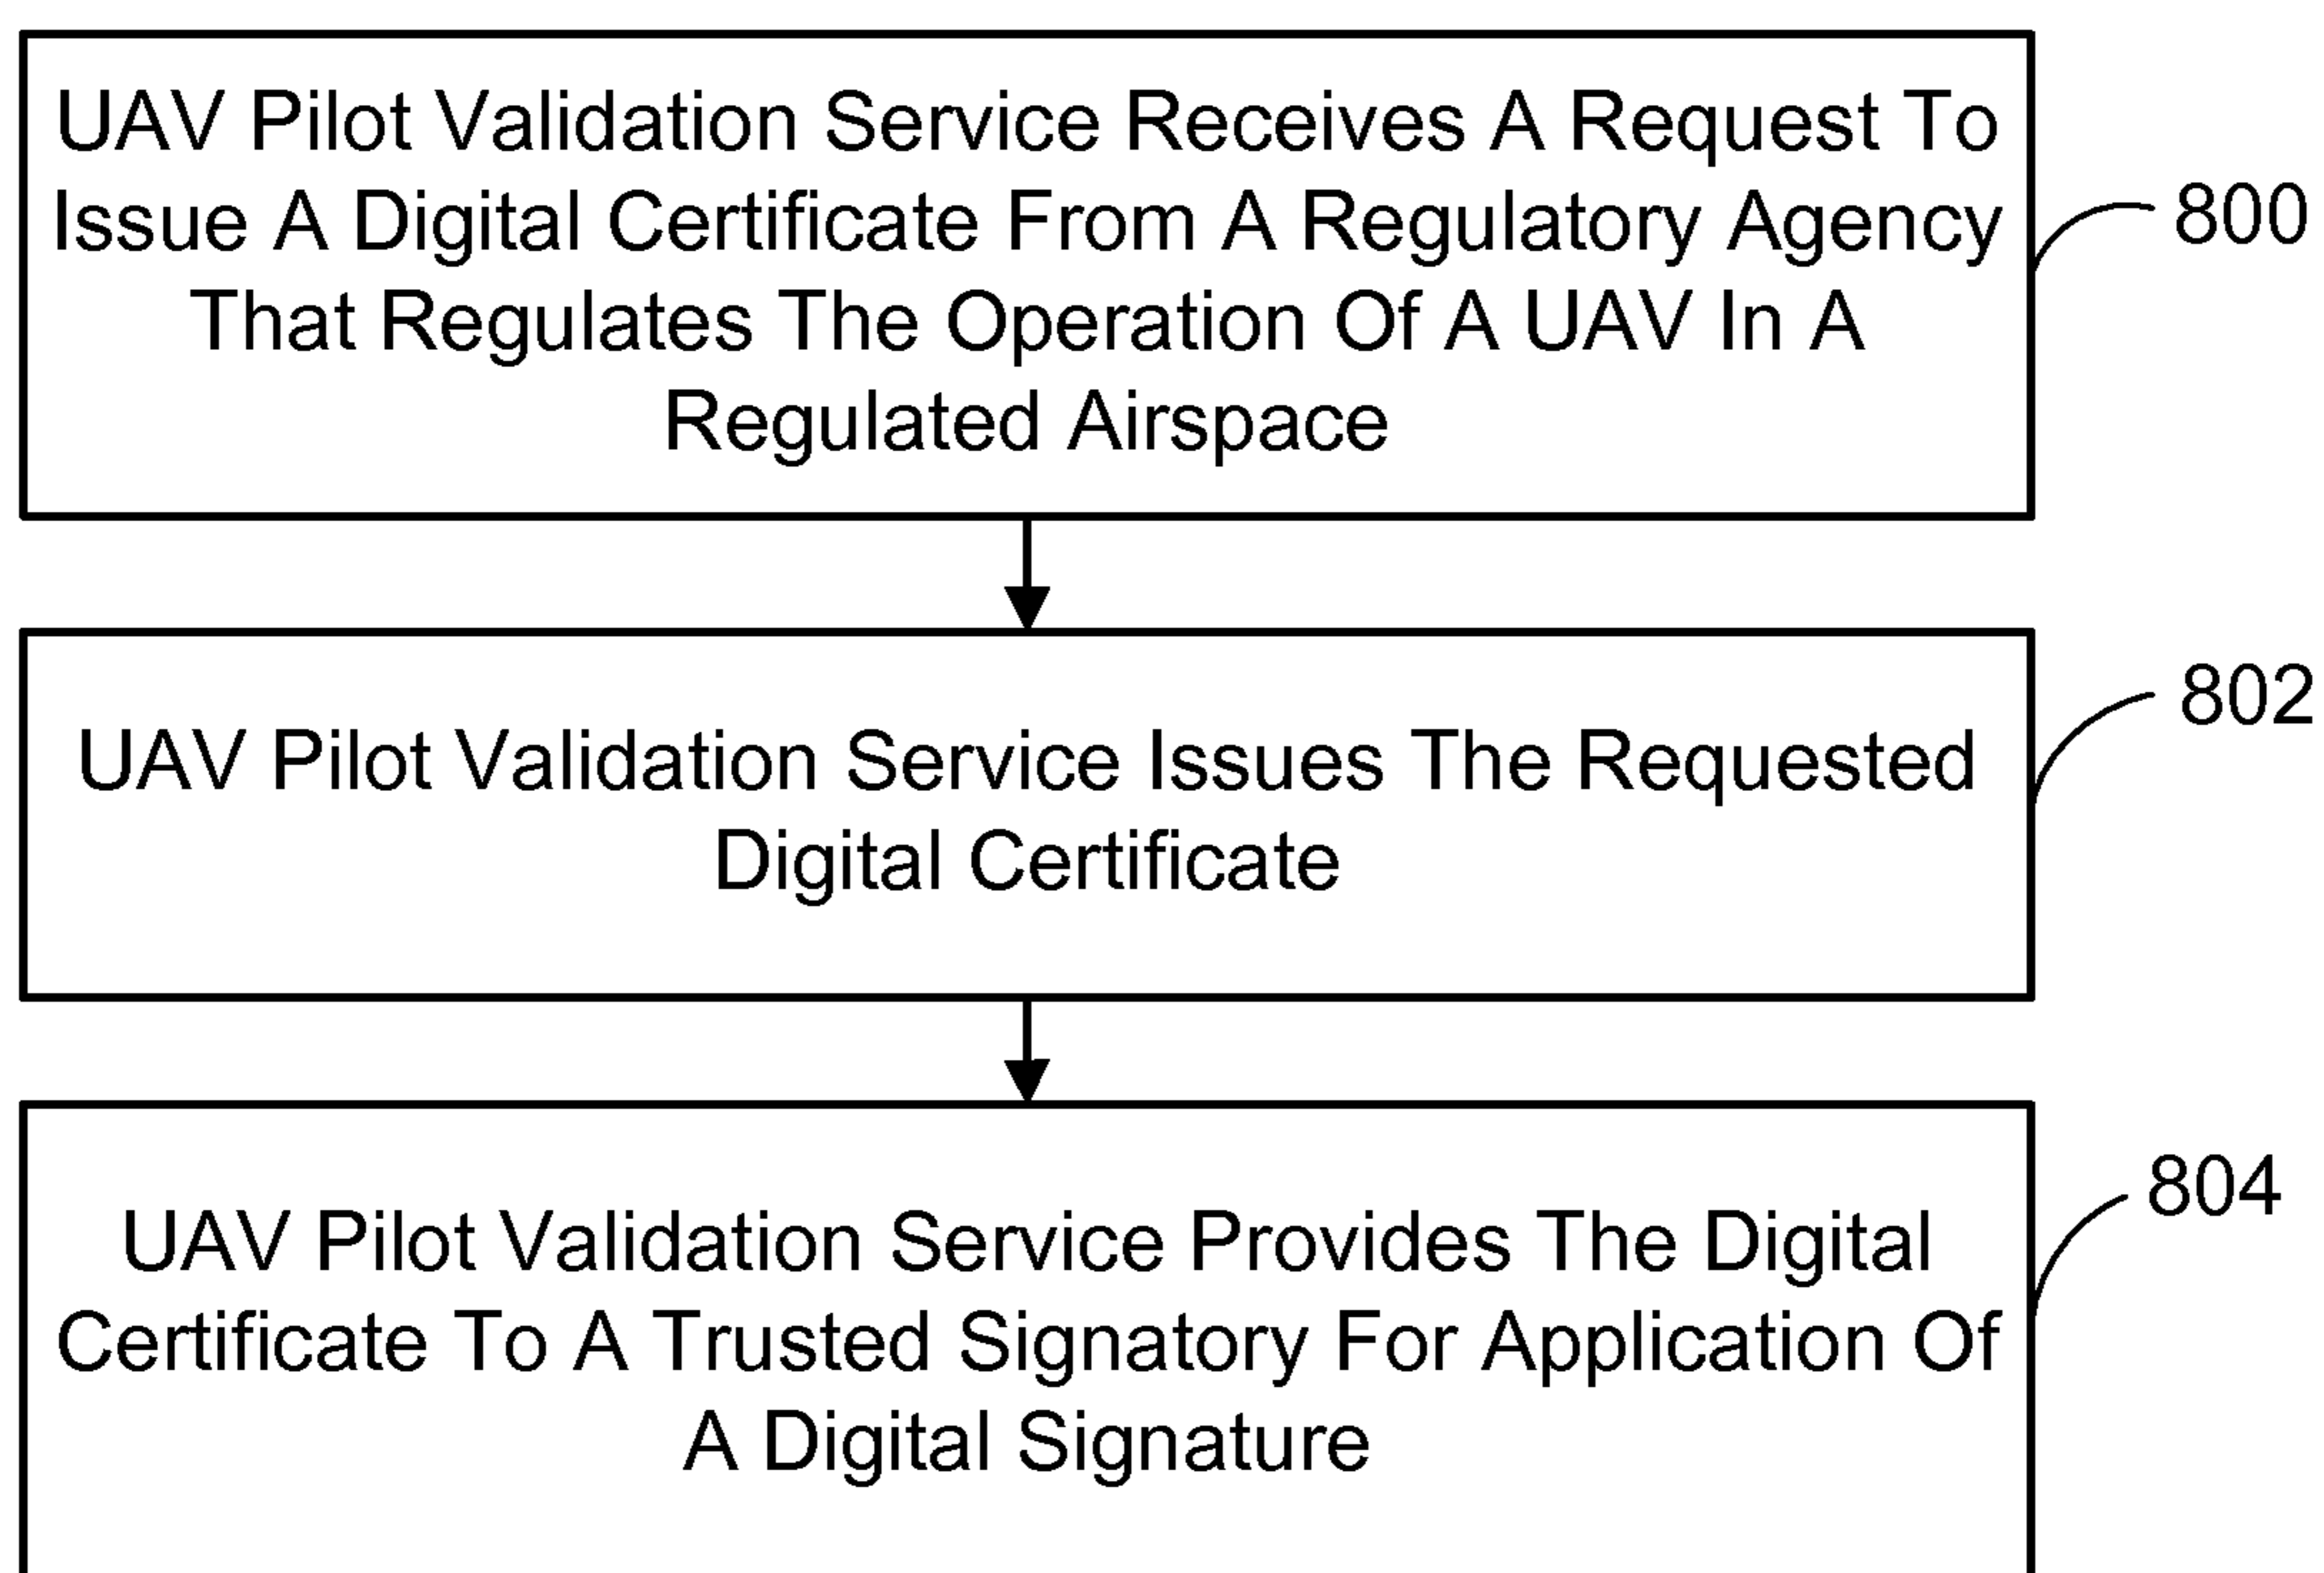 UAV Pilot Validation Service Receives A Request To
Issue A Digital Certificate From A Regulatory Agency
That Regulates The Operation Of A UAV In A
Regulated Airspace
800
UAV Pilot Validation Service Issues The Requested
Digital Certificate
802
UAV Pilot Validation Service Provides The Digital
Certificate To A Trusted Signatory For Application Of
A Digital Signature
804